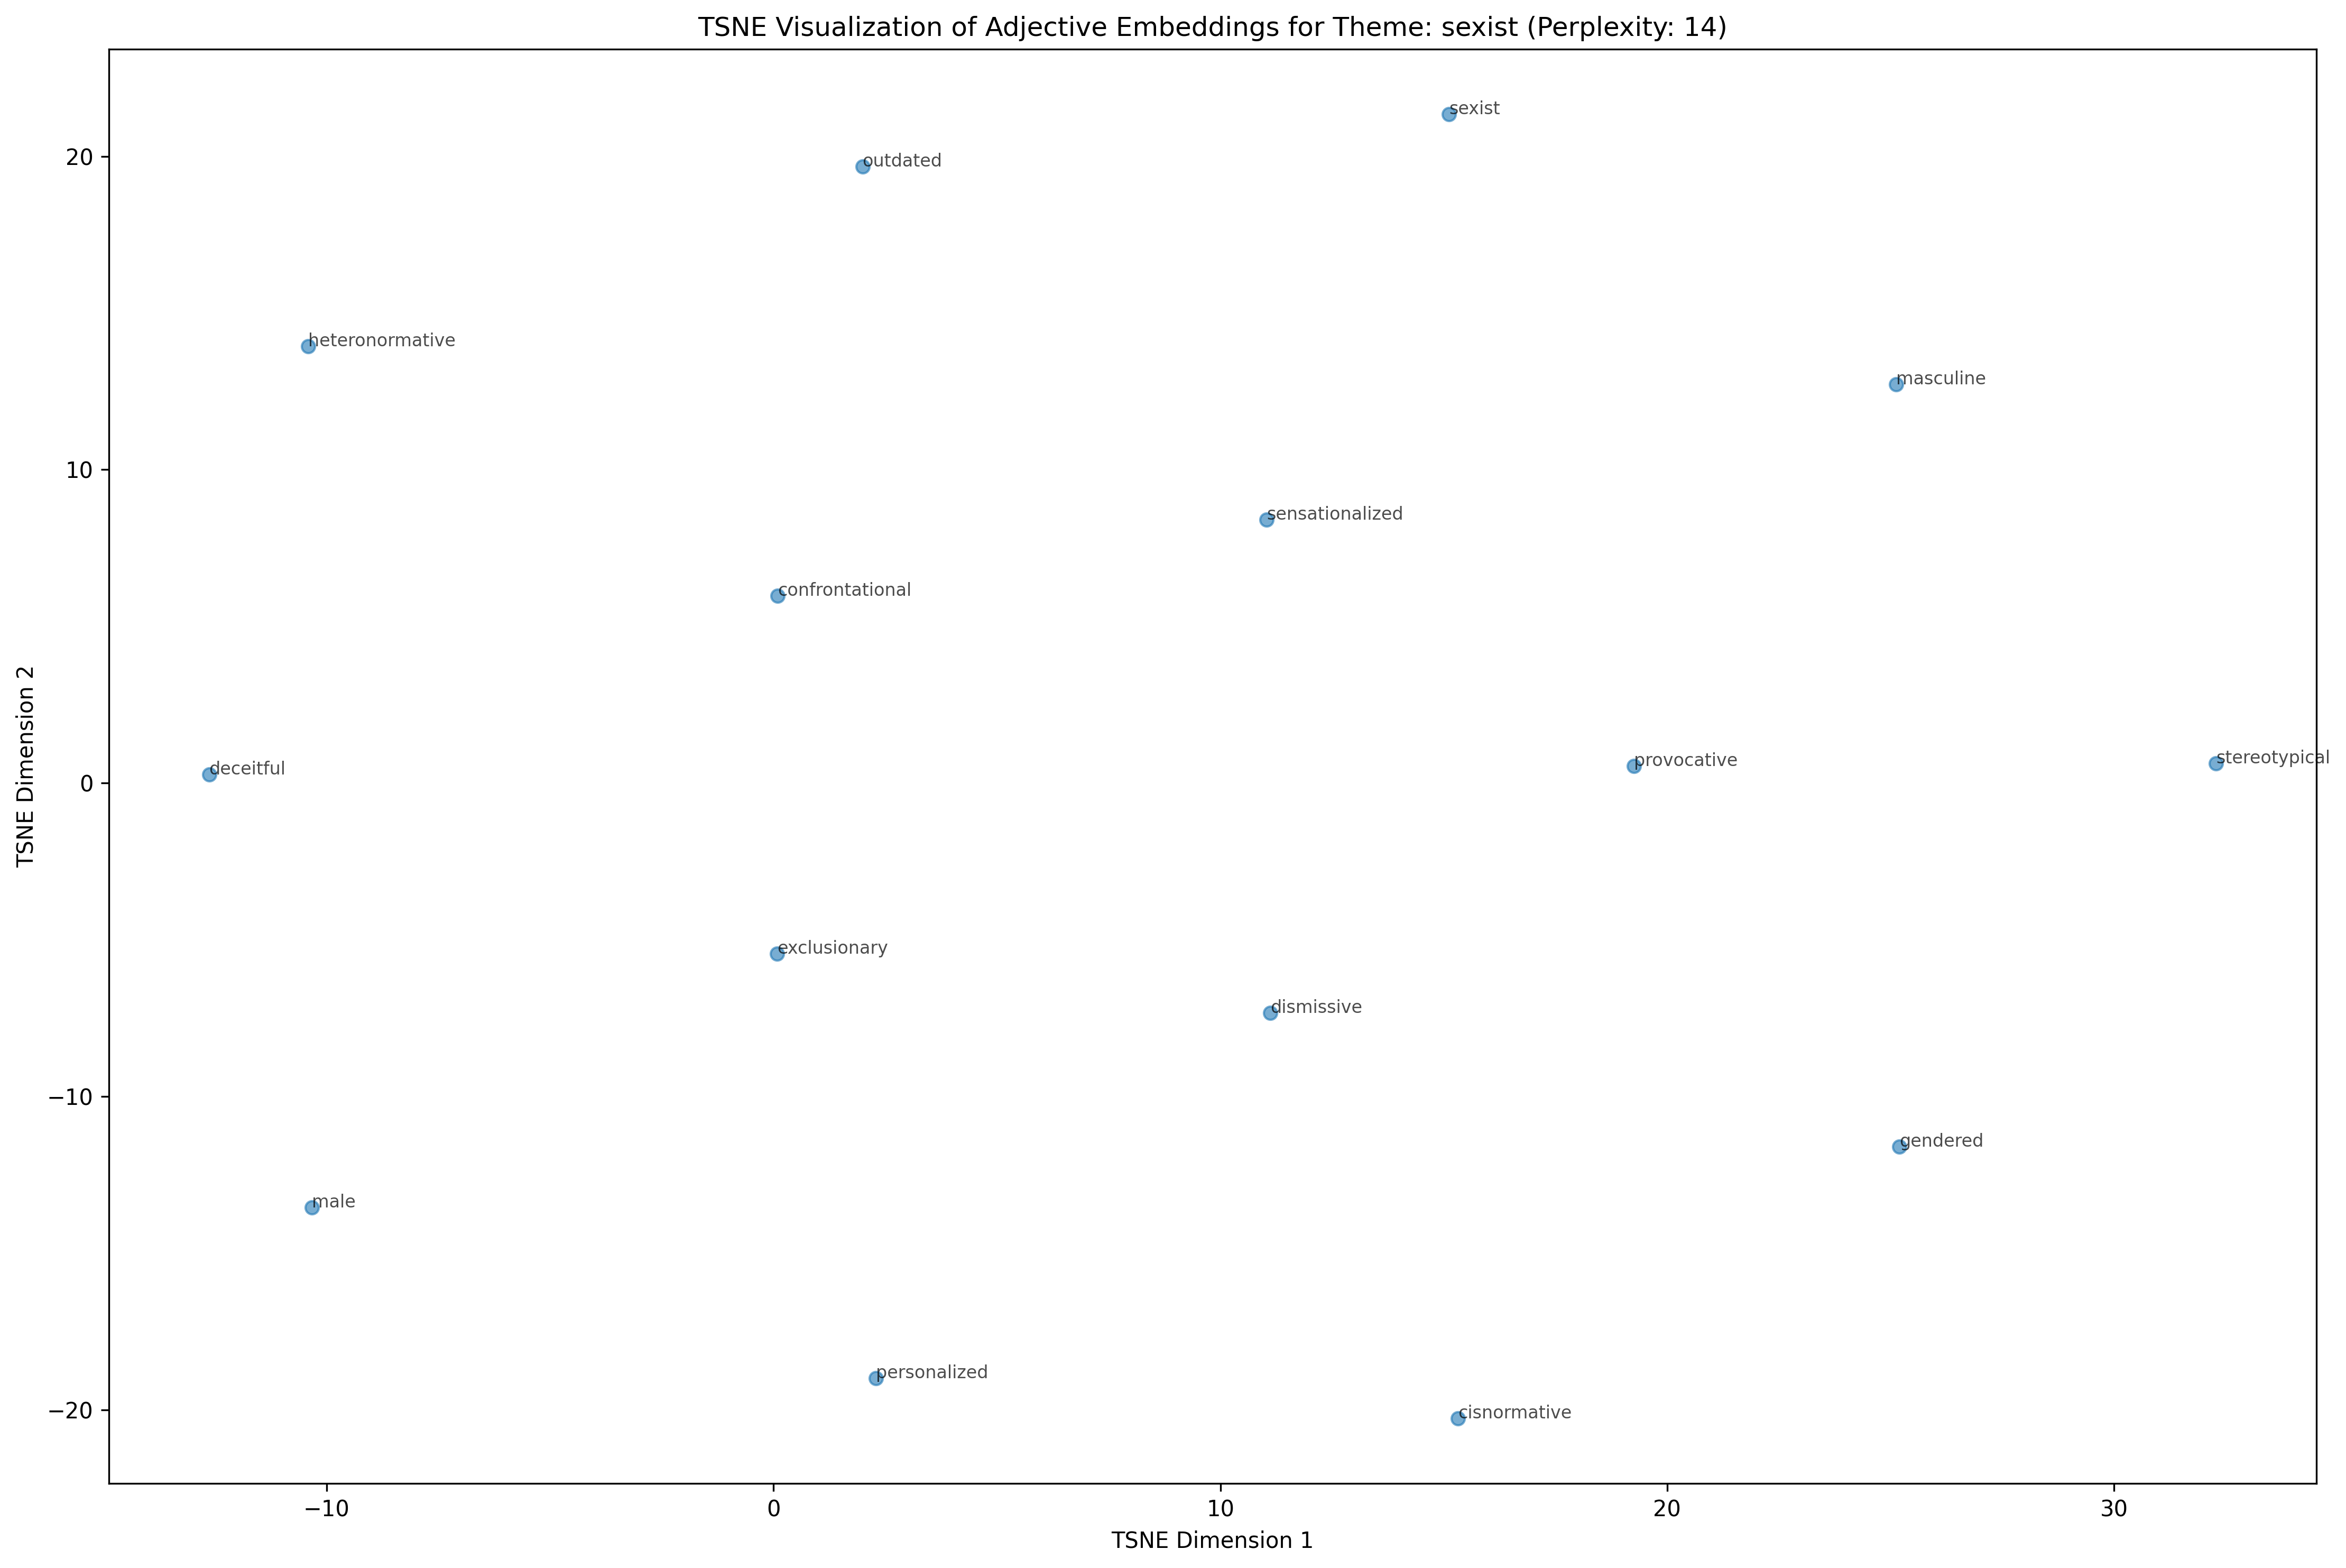 TSNE Visualization of Adjective Embeddings for Theme: sexist (Perplexity: 14)
sexist
outdated
20
heteronormative
masculine
10
sensationalized
confrontational
TSNE Dimension 2
stereotypical
provocative
deceitful
0
exclusionary
dismissive
−10
gendered
male
personalized
cisnormative
−20
−10
0
10
20
30
TSNE Dimension 1